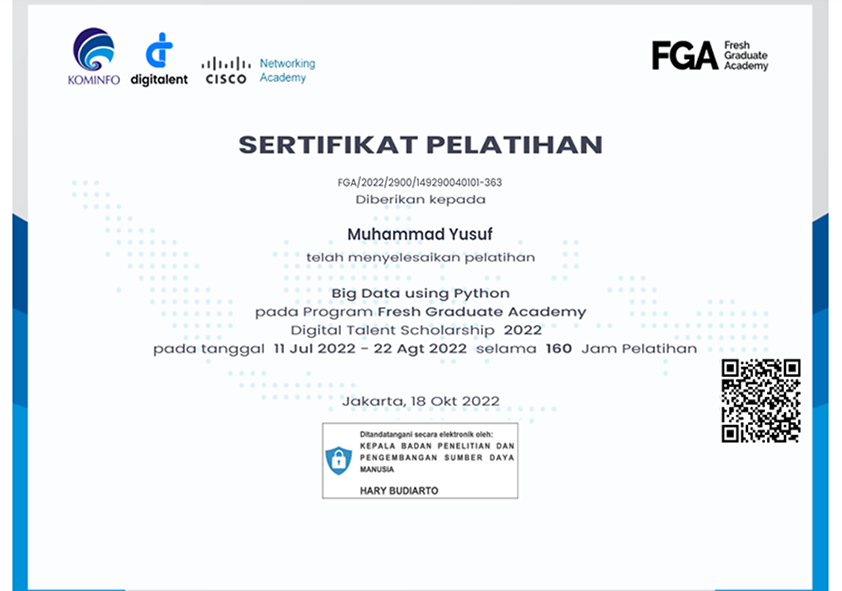 KOMINFO
digitalent
CISCO
Networking
Academy
FGA
Fresh
Graduate
Academy
SERTIFIKAT PELATIHAN
FGA/2022/2900/149290040101-363
Diberikan kepada
Muhammad Yusuf
telah menyelesaikan pelatihan
Big Data using Python
pada Program Fresh Graduate Academy
Digital Talent Scholarship 2022
pada tanggal 11 Jul 2022 - 22 Agt 2022 selama 160 Jam Pelatihan
Jakarta, 18 Okt 2022
Ditandatangani secara elektronik oleh:
KEPALA BADAN PENELITIAN DAN
PENGEMBANGAN SUMBER DAYA
MANUSIA
HARY BUDIARTO